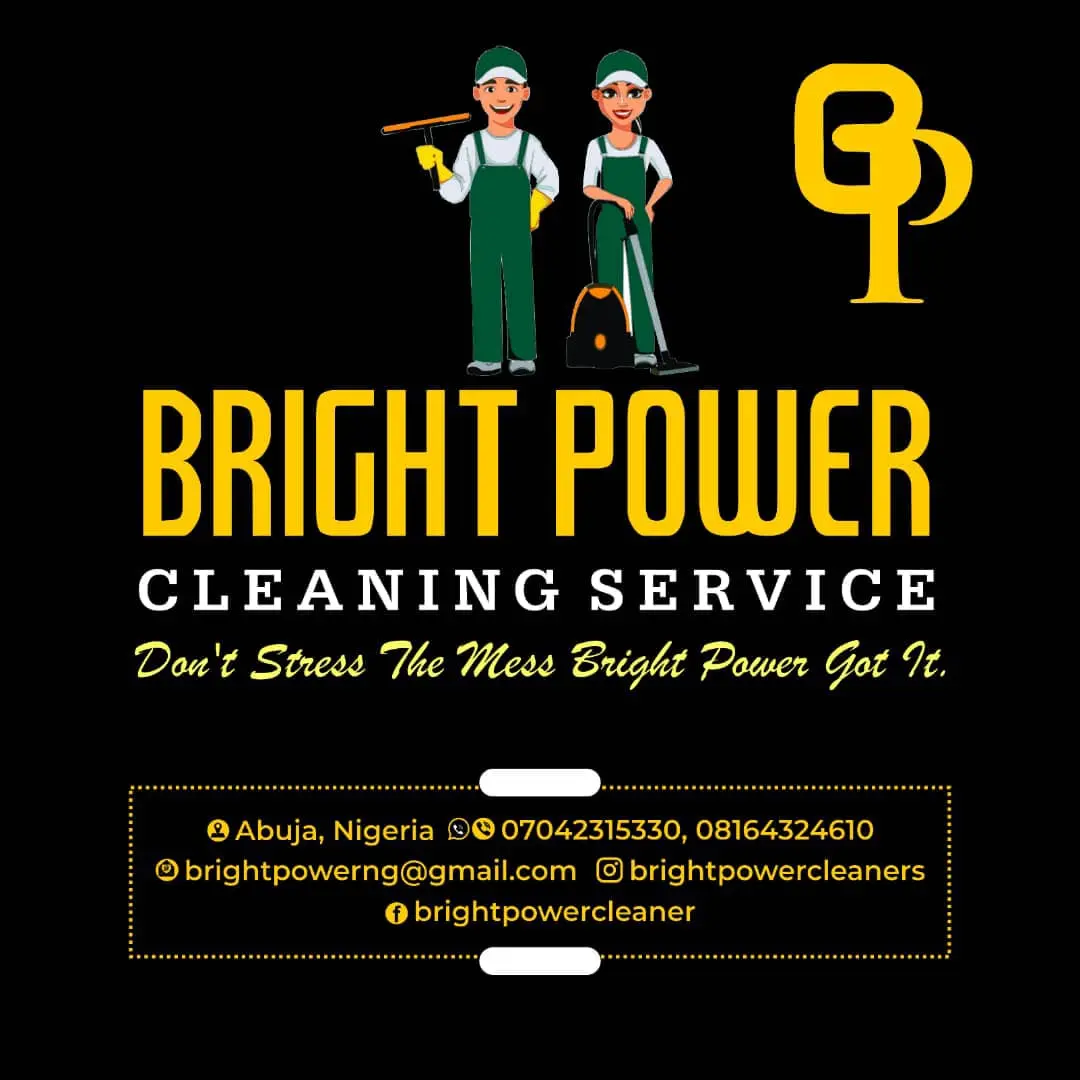 BP
BRIGHT POWER
CLEANING SERVICE
Don't Stress The Mess Bright Power Got It.
Abuja, Nigeria 07042315330, 08164324610
brightpowerng@gmail.com brightpowercleaners
brightpowercleaner